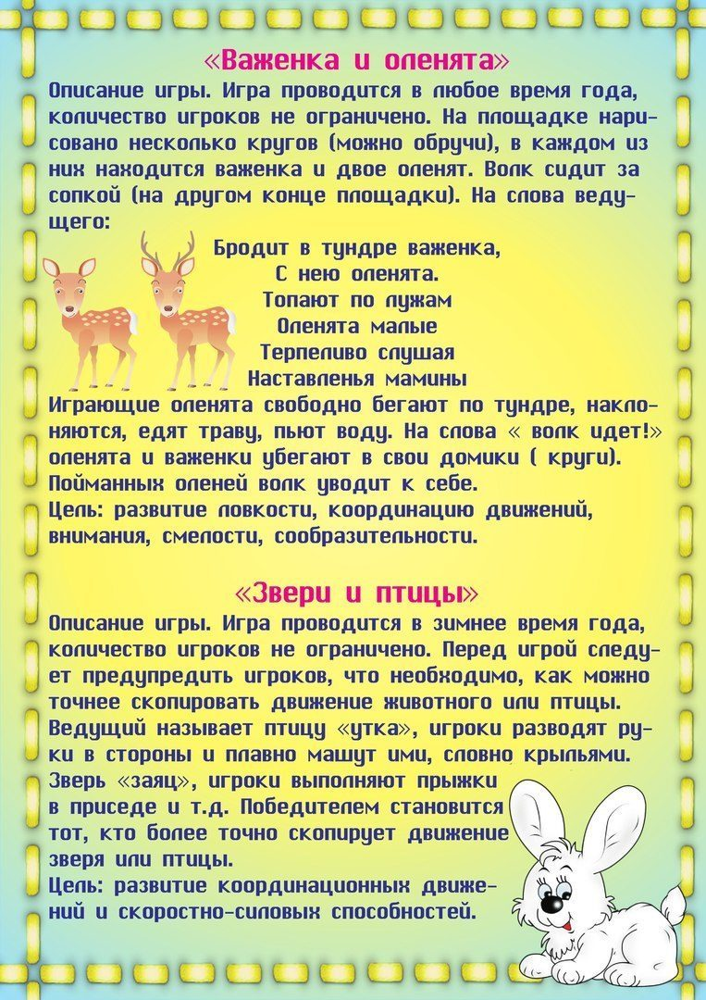 «Важенка и оленята»
Описание игры. Игра проводится в любое время года,
количество игроков не ограничено. На площадке нари-
совано несколько кругов (можно обручи), в каждом из
них находится важенка и двое оленят. Волк сидит за
сопкой (на другом конце площадки). На слова веду-
щего:
Бродит в тундре важенка,
С нею оленята.
Топают по лужам
Оленята малые
Терпеливо слушая
Наставленья мамины
Играющие оленята свободно бегают по тундре, накло-
няются, едят траву, пьют воду. На слова « волк идет!»
оленята и важенки убегают в свои домики ( круги).
Пойманных оленей волк уводит к себе.
Цель: развитие ловкости, координацию движений,
внимания, смелости, сообразительности.
«Звери и птицы»
Описание игры. Игра проводится в зимнее время года,
количество игроков не ограничено. Перед игрой следу-
ет предупредить игроков, что необходимо, как можно
точнее скопировать движение животного или птицы.
Ведущий называет птицу «утка», игроки разводят ру-
ки в стороны и плавно машут ими, словно крыльями.
Зверь «заяц», игроки выполняют прыжки
в приседе и т.д. Победителем становится
тот, кто более точно скопирует движение
зверя или птицы.
Цель: развитие координационных движе-
ний и скоростно-силовых способностей.